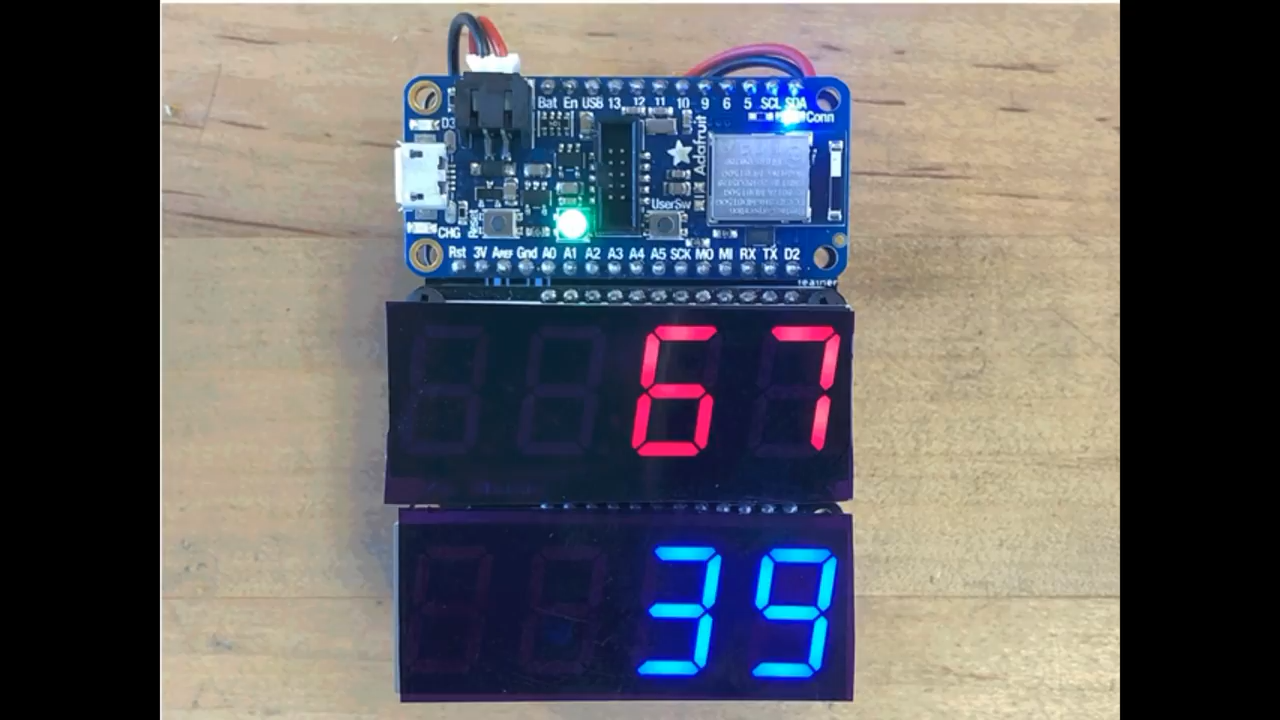 Bat En USB 13 12 11 10 9 6 5 SCL SDA
D3
Conn
Adafruit
UserSw
Reset
CHG
Rst 3V AREF Gnd A0 A1 A2 A3 A4 A5 SCK MO MI RX TX D2
67
39